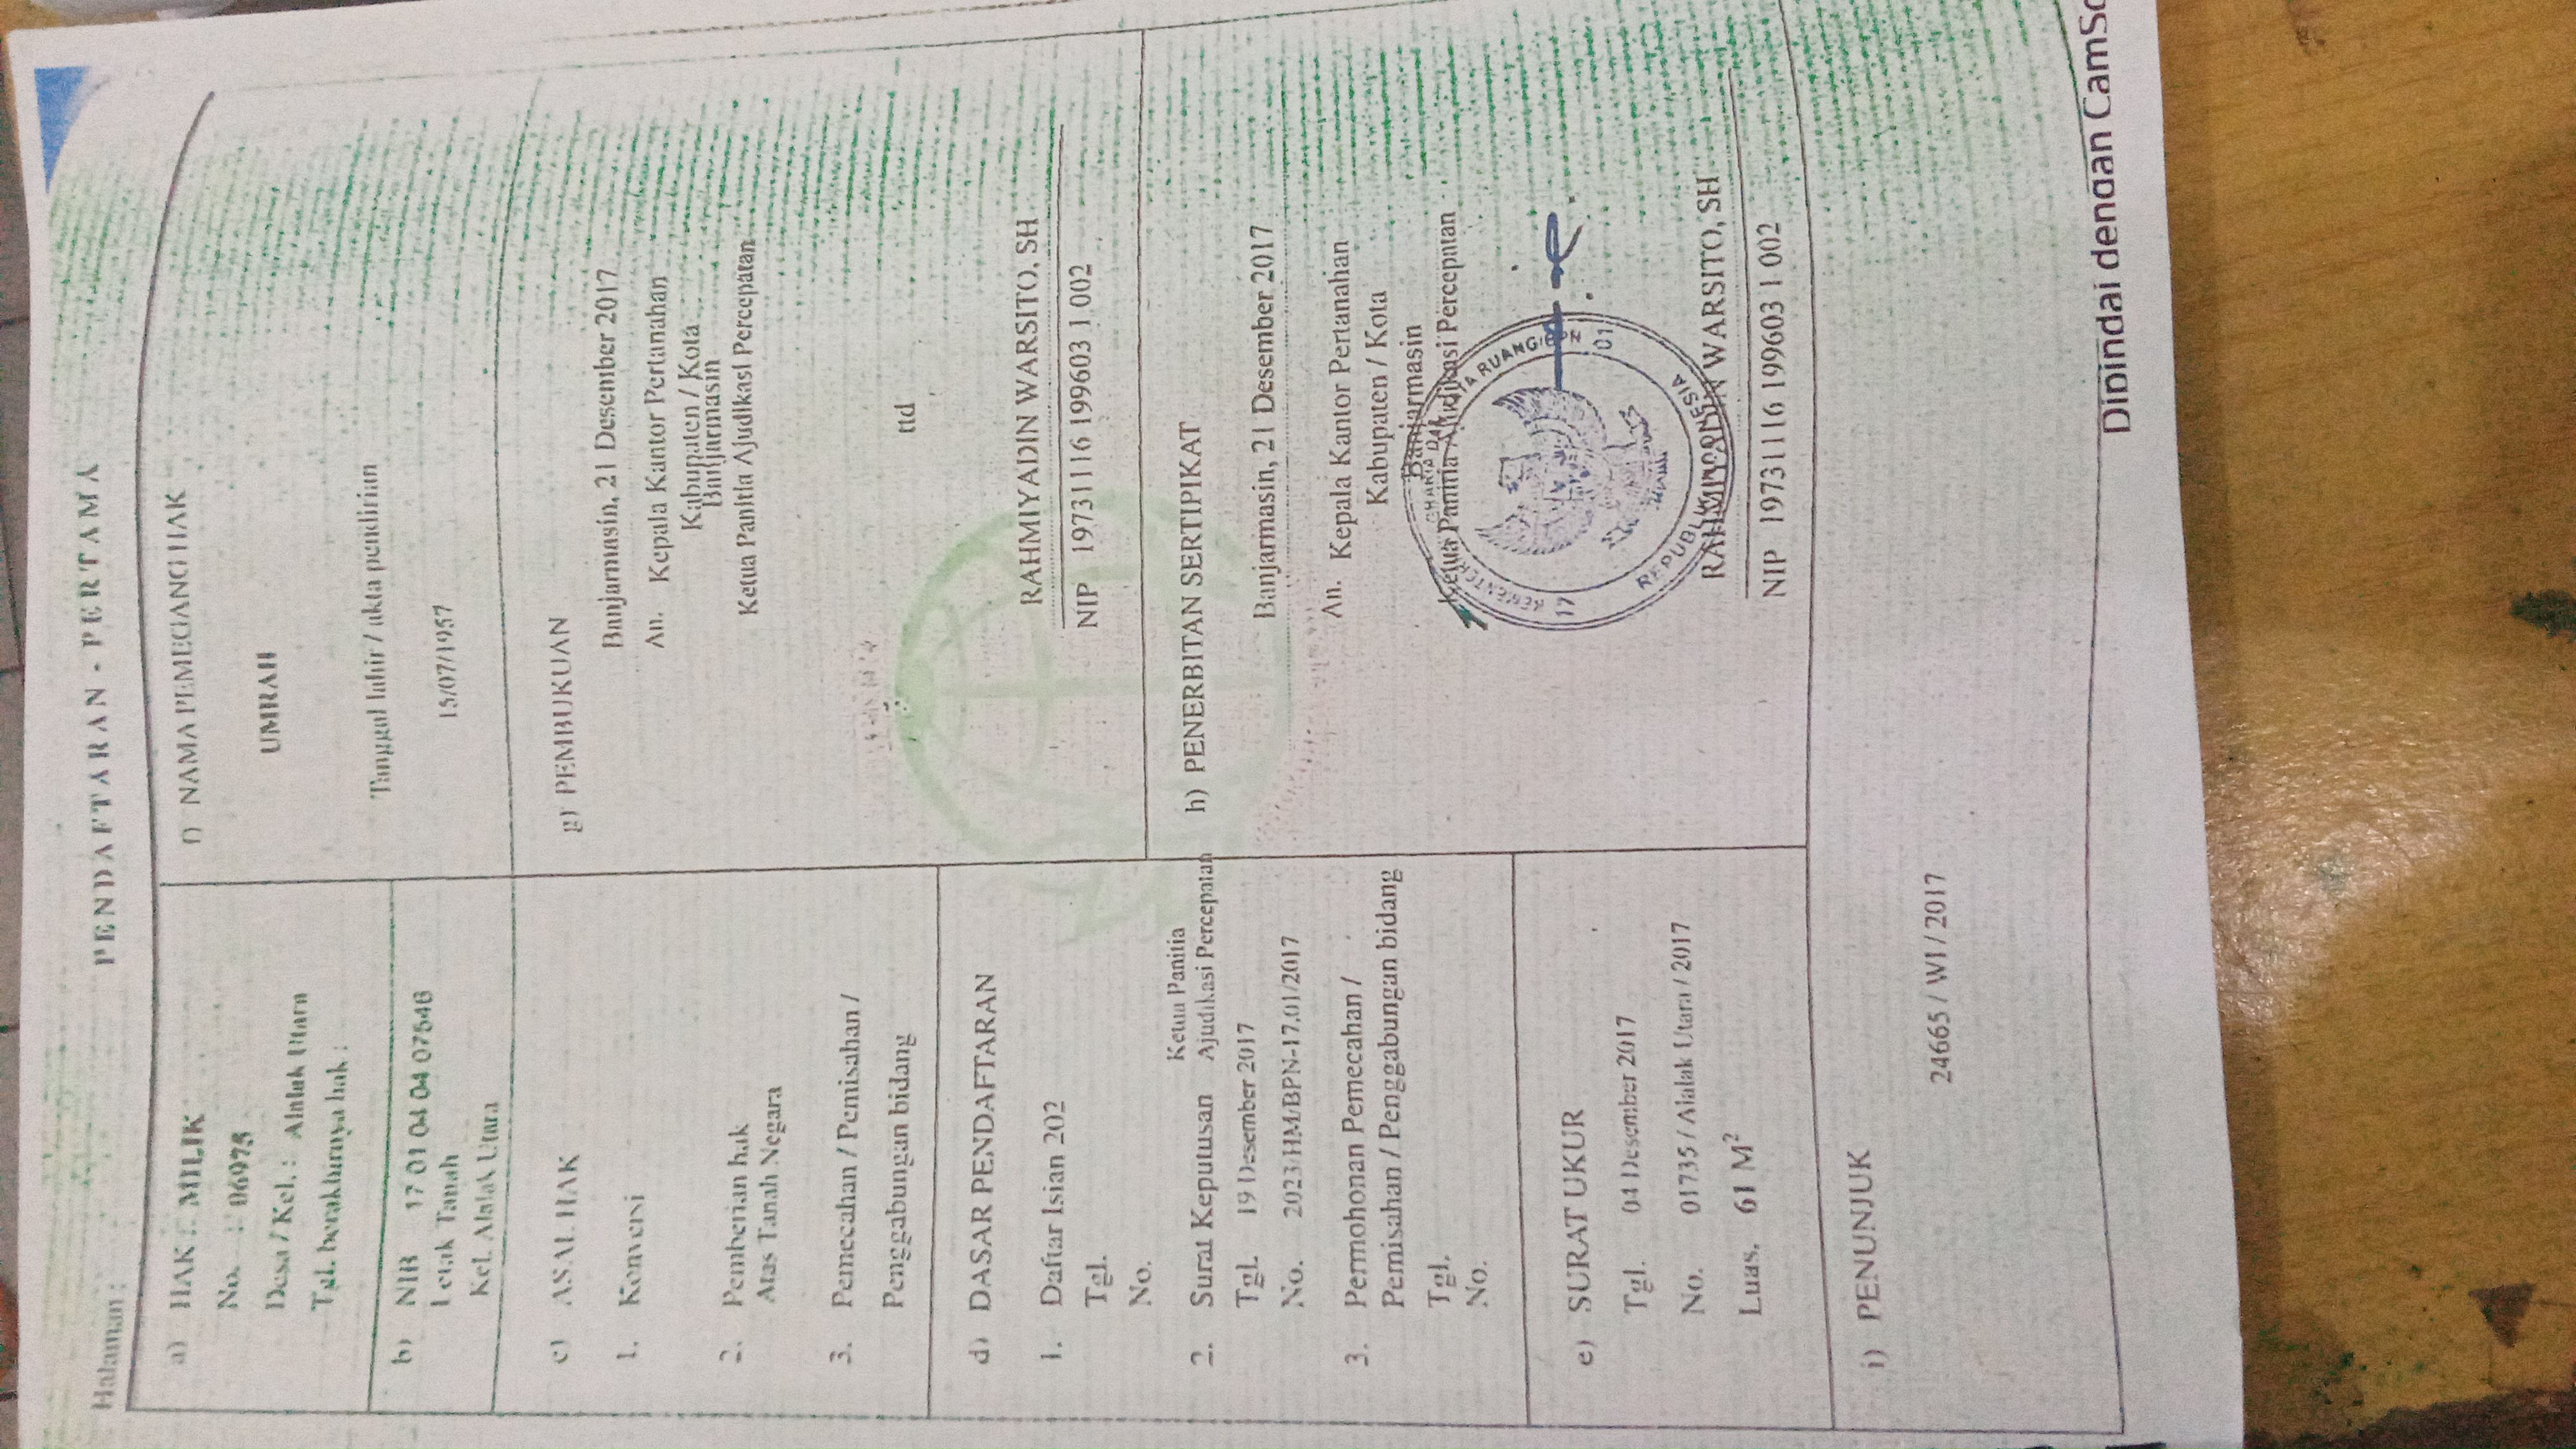 PENDAFTARAN - PERTAMA
Halaman :
a) HAK : MILIK
No. : 06975
Desa / Kel. : Alalak Utara
Tgl. berakhirnya hak :
b) NIB 17 01 04 04 07546
Letak Tanah
Kel. Alalak Utara
c) ASAL HAK
1. Konversi
2. Pemberian hak
Atas Tanah Negara
3. Pemecahan / Pemisahan /
Penggabungan bidang
d) DASAR PENDAFTARAN
1. Daftar Isian 202
Tgl.
No.
Ketua Panitia
2. Surat Keputusan Ajudikasi Percepatan
Tgl. 19 Desember 2017
No. 2023/HM/BPN-17.01/2017
3. Permohonan Pemecahan /
Pemisahan / Penggabungan bidang
Tgl.
No.
e) SURAT UKUR
Tgl. 04 Desember 2017
No. 01735 / Alalak Utara / 2017
Luas. 61 M²
f) NAMA PEMEGANG HAK
UMRAH
Tanggal lahir / akta pendirian
15/07/1957
g) PEMBUKUAN
Banjarmasin, 21 Desember 2017
An. Kepala Kantor Pertanahan
Kabupaten / Kota
Banjarmasin
Ketua Panitia Ajudikasi Percepatan
ttd
RAHMIYADIN WARSITO, SH
NIP 19731116 199603 1 002
h) PENERBITAN SERTIPIKAT
Banjarmasin, 21 Desember 2017
An. Kepala Kantor Pertanahan
Kabupaten / Kota
Banjarmasin
Ketua Panitia Ajudikasi Percepatan
REPUBLIK INDONESIA
17
01
RAHMIYADIN WARSITO, SH
NIP 19731116 199603 1 002
i) PENUNJUK
24665 / WI / 2017
Dipindai dengan CamSc